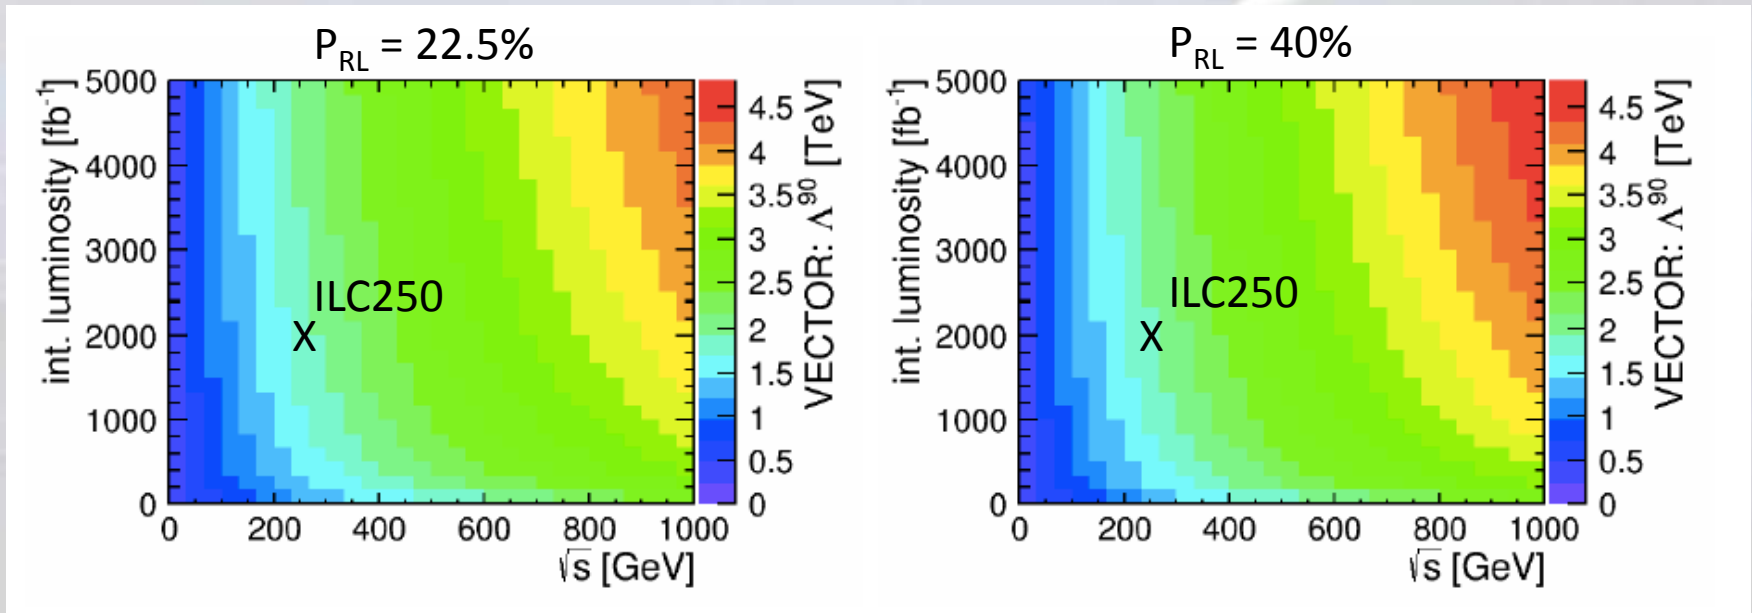 P_RL = 22.5%
5000
4000
3000
2000
1000
0
int. luminosity [fb⁻¹]
ILC250
X
0 200 400 600 800 1000
√s [GeV]
4.5
4
3.5
3
2.5
2
1.5
1
0.5
0
VECTOR: Λ⁹⁰ [TeV]
P_RL = 40%
5000
4000
3000
2000
1000
0
int. luminosity [fb⁻¹]
ILC250
X
0 200 400 600 800 1000
√s [GeV]
4.5
4
3.5
3
2.5
2
1.5
1
0.5
0
VECTOR: Λ⁹⁰ [TeV]